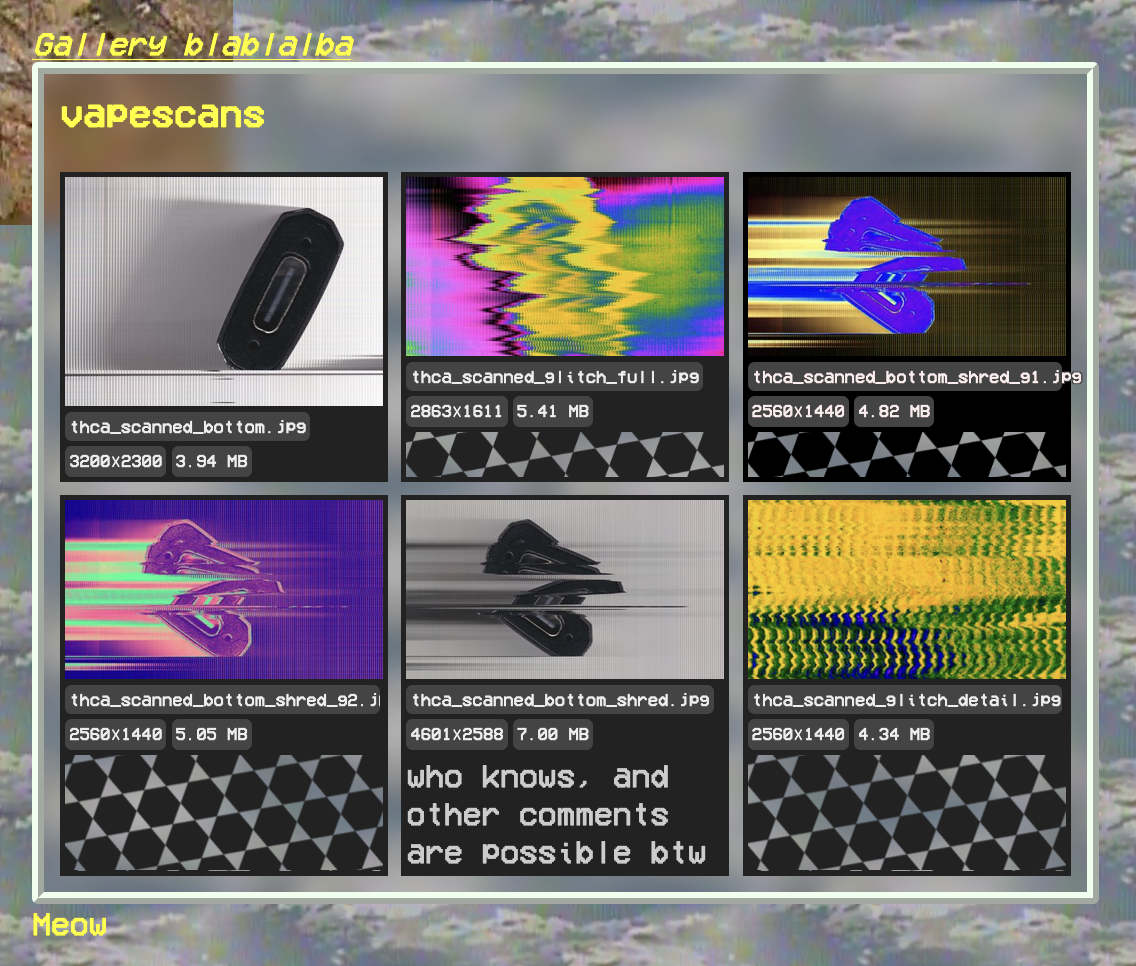 Gallery blablalba
vapescans
thca_scanned_bottom.jpg
3200x2300 3.94 MB
thca_scanned_glitch_full.jpg
2863x1611 5.41 MB
thca_scanned_bottom_shred_g1.jpg
2560x1440 4.82 MB
thca_scanned_bottom_shred_g2.j
2560x1440 5.05 MB
thca_scanned_bottom_shred.jpg
4601x2588 7.00 MB
who knows, and
other comments
are possible btw
thca_scanned_glitch_detail.jpg
2560x1440 4.34 MB
Meow